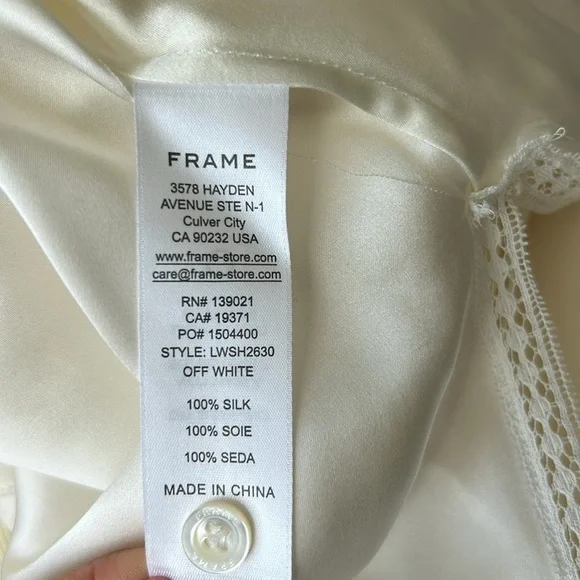 FRAME
3578 HAYDEN
AVENUE STE N-1
Culver City
CA 90232 USA
www.frame-store.com
care@frame-store.com
RN# 139021
CA# 19371
PO# 1504400
STYLE: LWSH2630
OFF WHITE
100% SILK
100% SOIE
100% SEDA
MADE IN CHINA